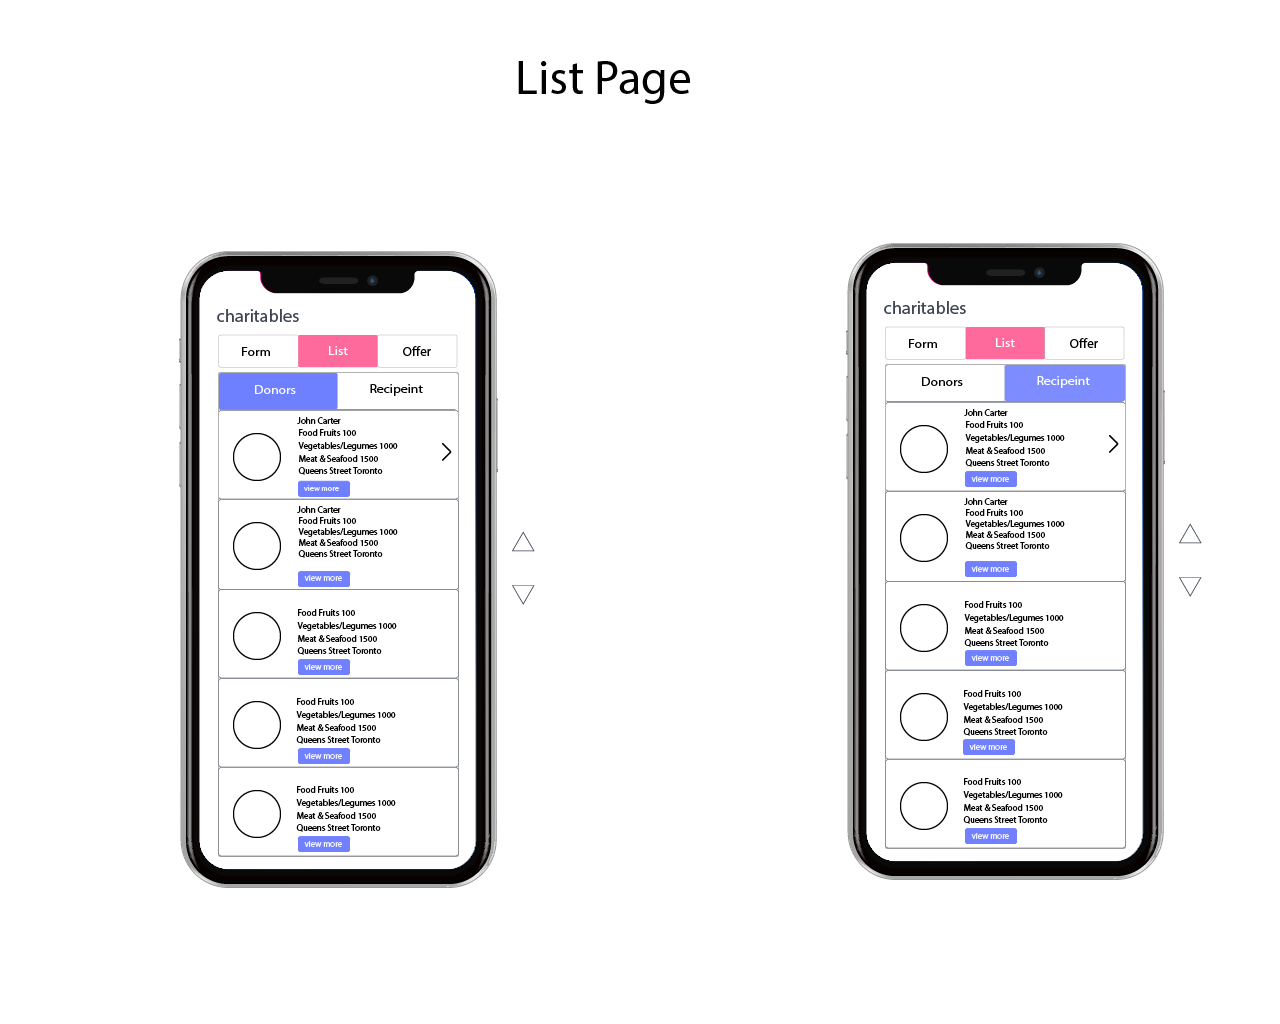 List Page
charitables
Form List Offer
Donors Recipeint
John Carter
Food Fruits 100
Vegetables/Legumes 1000
Meat & Seafood 1500
Queens Street Toronto
view more
John Carter
Food Fruits 100
Vegetables/Legumes 1000
Meat & Seafood 1500
Queens Street Toronto
view more
Food Fruits 100
Vegetables/Legumes 1000
Meat & Seafood 1500
Queens Street Toronto
view more
Food Fruits 100
Vegetables/Legumes 1000
Meat & Seafood 1500
Queens Street Toronto
view more
Food Fruits 100
Vegetables/Legumes 1000
Meat & Seafood 1500
Queens Street Toronto
view more
charitables
Form List Offer
Donors Recipeint
John Carter
Food Fruits 100
Vegetables/Legumes 1000
Meat & Seafood 1500
Queens Street Toronto
view more
John Carter
Food Fruits 100
Vegetables/Legumes 1000
Meat & Seafood 1500
Queens Street Toronto
view more
Food Fruits 100
Vegetables/Legumes 1000
Meat & Seafood 1500
Queens Street Toronto
view more
Food Fruits 100
Vegetables/Legumes 1000
Meat & Seafood 1500
Queens Street Toronto
view more
Food Fruits 100
Vegetables/Legumes 1000
Meat & Seafood 1500
Queens Street Toronto
view more